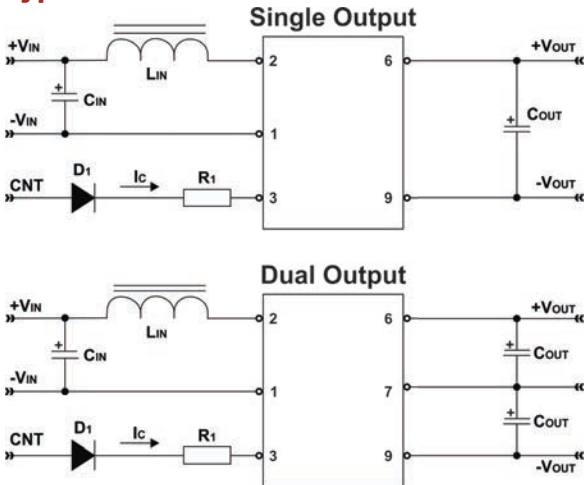 Single Output
+VIN
LIN
2
6
+VOUT
+
CIN
+
COUT
-VIN
1
CNT
D1
IC
R1
3
9
-VOUT
Dual Output
+VIN
LIN
2
6
+VOUT
+
CIN
+
COUT
-VIN
1
7
+
COUT
CNT
D1
IC
R1
3
9
-VOUT